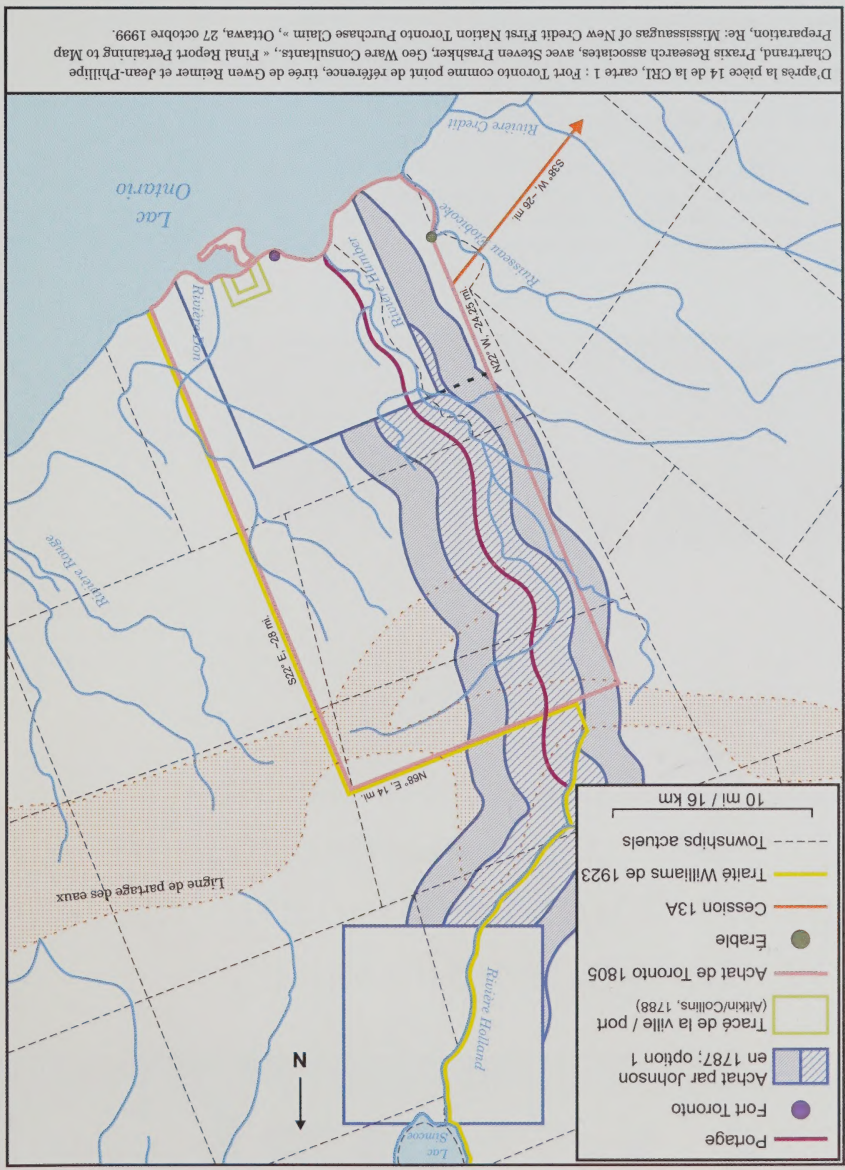 Portage
Fort Toronto
Achat par Johnson
en 1787; option 1
Tracé de la ville / port
(Aitkin/Collins, 1788)
Achat de Toronto 1805
Érable
Cession 13A
Traité Williams de 1923
Townships actuels
10 mi / 16 km
Lac
Simcoe
N
Rivière Holland
Ligne de partage des eaux
N68° E, 14 mi.
S22° E, ~28 mi.
Rivière Rouge
N22° W, ~24.25 mi.
Rivière Don
Rivière Humber
Ruisseau Etobicoke
S38° W, ~26 mi.
Rivière Credit
Lac
Ontario
D'après la pièce 14 de la CRI, carte 1 : Fort Toronto comme point de référence, tirée de Gwen Reimer et Jean-Phillipe
Chartrand, Praxis Research associates, avec Steven Prashker, Geo Ware Consultants., « Final Report Pertaining to Map
Preparation, Re: Mississaugas of New Credit First Nation Toronto Purchase Claim », Ottawa, 27 octobre 1999.